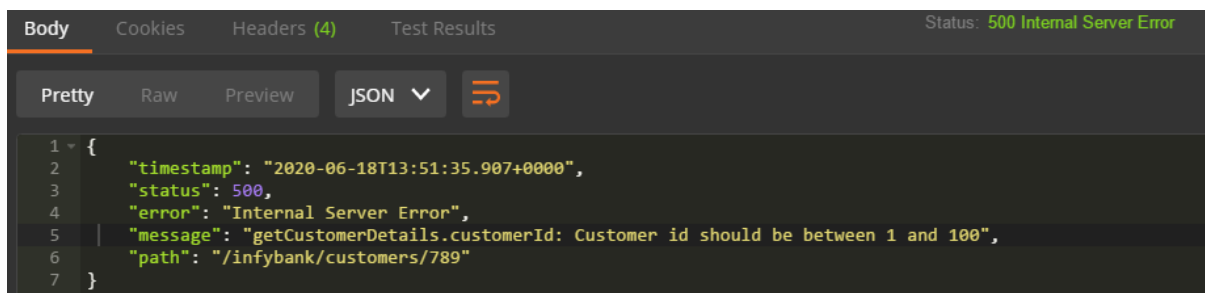 Body Cookies Headers (4) Test Results Status: 500 Internal Server Error
Pretty Raw Preview JSON
1 {
2 "timestamp": "2020-06-18T13:51:35.907+0000",
3 "status": 500,
4 "error": "Internal Server Error",
5 "message": "getCustomerDetails.customerId: Customer id should be between 1 and 100",
6 "path": "/infybank/customers/789"
7 }